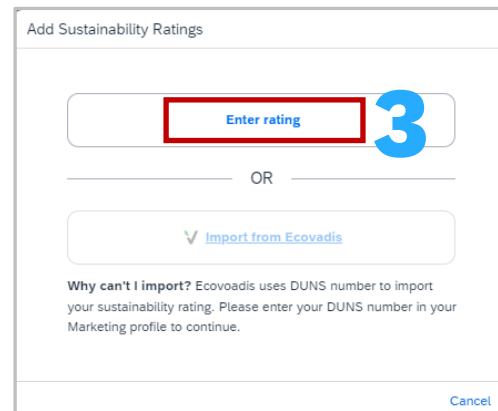 Add Sustainability Ratings
Enter rating
3
OR
Import from Ecovadis
Why can't I import? Ecovoadis uses DUNS number to import
your sustainability rating. Please enter your DUNS number in your
Marketing profile to continue.
Cancel